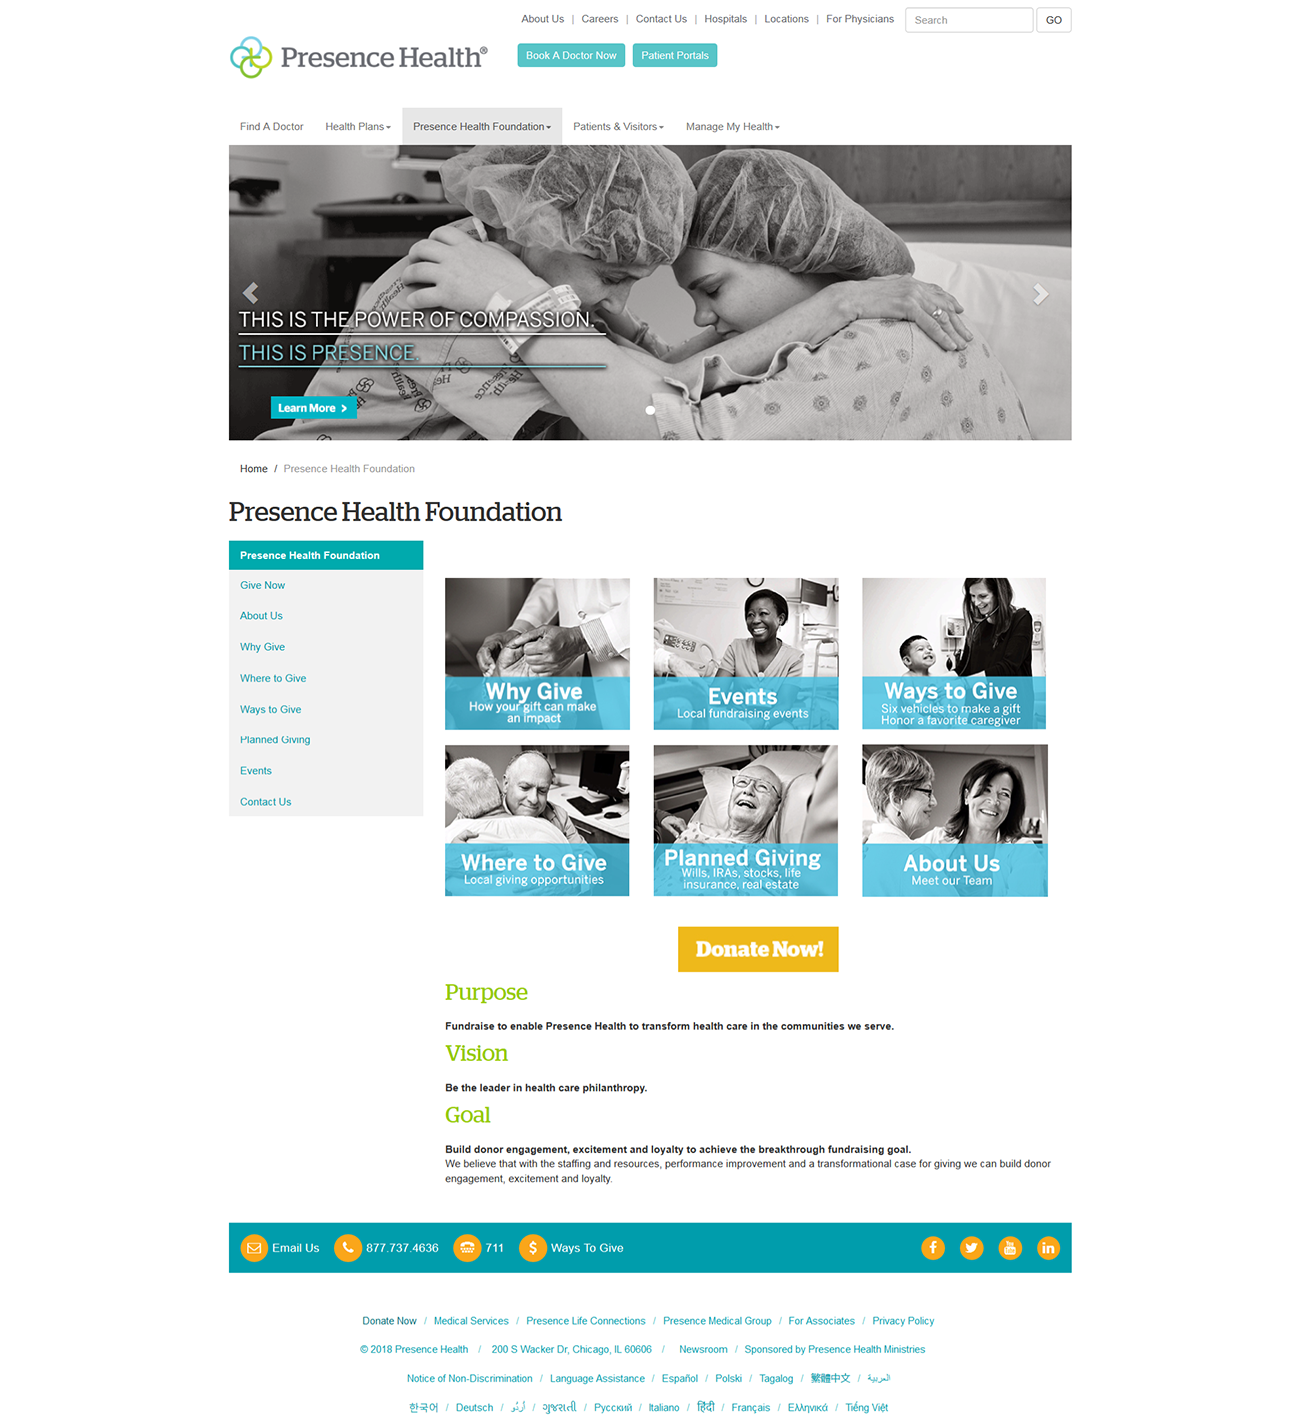 About Us | Careers | Contact Us | Hospitals | Locations | For Physicians Search GO
Presence Health®
Book A Doctor Now Patient Portals
Find A Doctor Health Plans Presence Health Foundation Patients & Visitors Manage My Health
THIS IS THE POWER OF COMPASSION.
THIS IS PRESENCE.
Learn More >
Home / Presence Health Foundation
Presence Health Foundation
Presence Health Foundation
Give Now
About Us
Why Give
Where to Give
Ways to Give
Planned Giving
Events
Contact Us
Why Give
How your gift can make
an impact
Events
Local fundraising events
Ways to Give
Six vehicles to make a gift
Honor a favorite caregiver
Where to Give
Local giving opportunities
Planned Giving
Wills, IRAs, stocks, life
insurance, real estate
About Us
Meet our Team
Donate Now!
Purpose
Fundraise to enable Presence Health to transform health care in the communities we serve.
Vision
Be the leader in health care philanthropy.
Goal
Build donor engagement, excitement and loyalty to achieve the breakthrough fundraising goal.
We believe that with the staffing and resources, performance improvement and a transformational case for giving we can build donor
engagement, excitement and loyalty.
Email Us 877.737.4636 711 $ Ways To Give
Donate Now / Medical Services / Presence Life Connections / Presence Medical Group / For Associates / Privacy Policy
© 2018 Presence Health / 200 S Wacker Dr, Chicago, IL 60606 / Newsroom / Sponsored by Presence Health Ministries
Notice of Non-Discrimination / Language Assistance / Español / Polski / Tagalog / 繁體中文 / العربية
한국어 / Deutsch / اُردُو / ગુજરાતી / Русский / Italiano / हिंदी / Français / Ελληνικά / Tiếng Việt